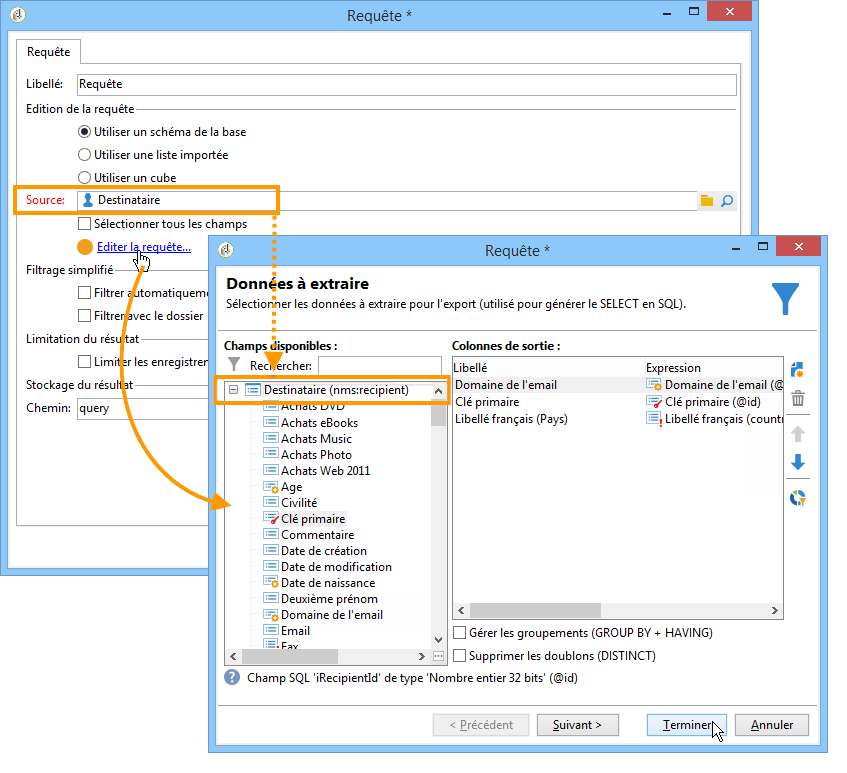 Requête *
Requête
Libellé: Requête
Edition de la requête
Utiliser un schéma de la base
Utiliser une liste importée
Utiliser un cube
Source: Destinataire
Sélectionner tous les champs
Editer la requête...
Filtrage simplifié
Filtrer automatiqueme
Filtrer avec le dossier
Limitation du résultat
Limiter les enregistren
Stockage du résultat
Chemin: query
Requête *
Données à extraire
Sélectionner les données à extraire pour l'export (utilisé pour générer le SELECT en SQL).
Champs disponibles :
Rechercher:
Destinataire (nms:recipient)
Achats DVD
Achats eBooks
Achats Music
Achats Photo
Achats Web 2011
Age
Civilité
Clé primaire
Commentaire
Date de création
Date de modification
Date de naissance
Deuxième prénom
Domaine de l'email
Email
Fax
Colonnes de sortie :
Libellé Expression
Domaine de l'email Domaine de l'email (@
Clé primaire Clé primaire (@id)
Libellé français (Pays) Libellé français (count
Gérer les groupements (GROUP BY + HAVING)
Supprimer les doublons (DISTINCT)
Champ SQL 'iRecipientId' de type 'Nombre entier 32 bits' (@id)
< Précédent Suivant > Terminer Annuler